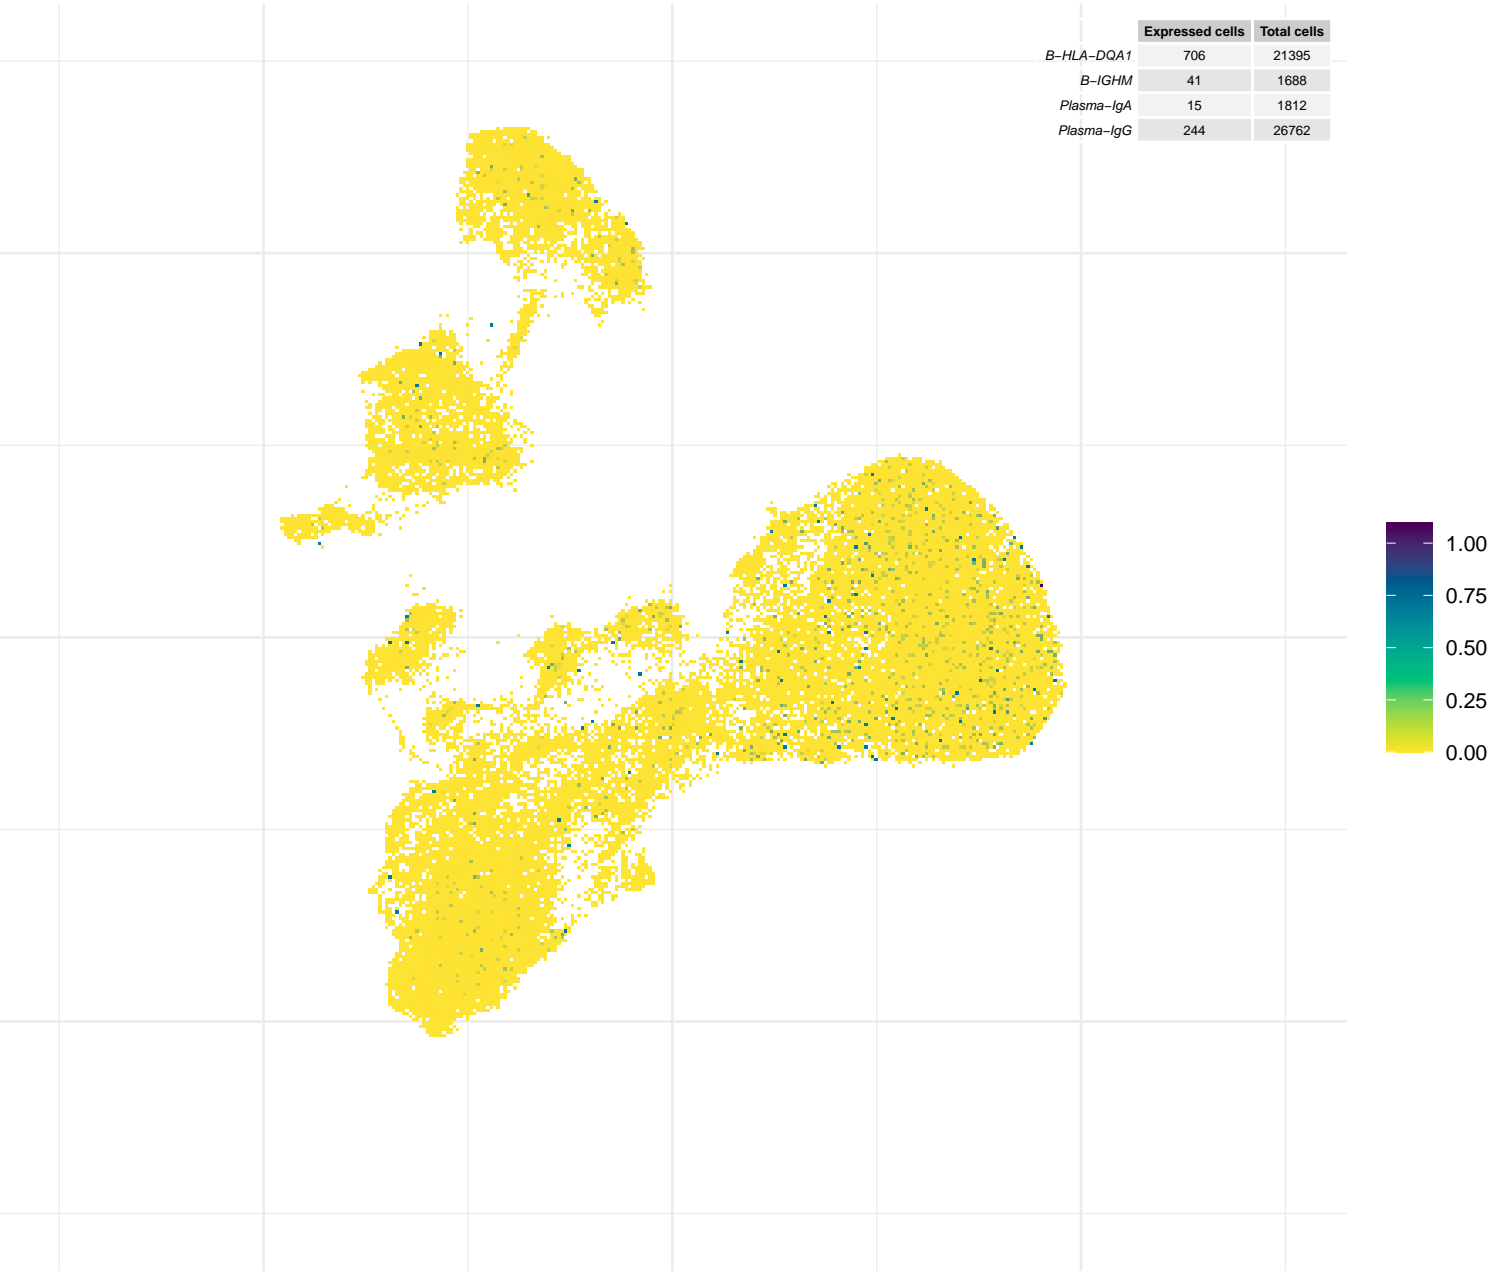 Expressed cells Total cells
B−HLA−DQA1 706 21395
B−IGHM 41 1688
Plasma−IgA 15 1812
Plasma−IgG 244 26762
1.00
0.75
0.50
0.25
0.00